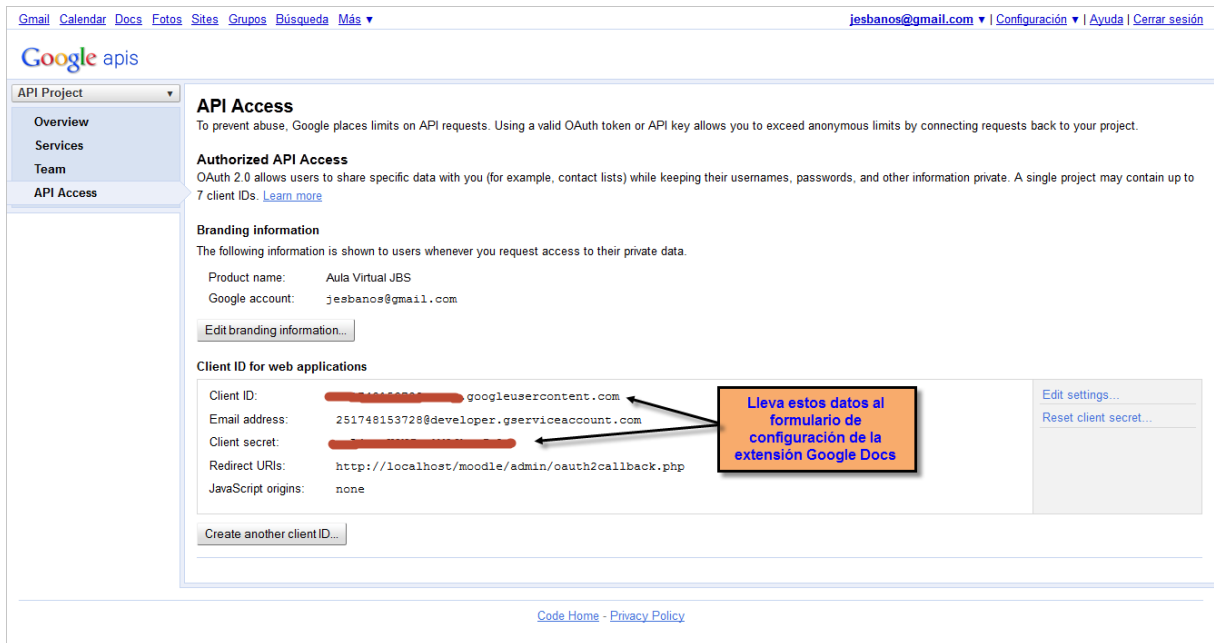 Gmail Calendar Docs Fotos Sites Grupos Búsqueda Más ▼
jesbanos@gmail.com ▼ | Configuración ▼ | Ayuda | Cerrar sesión
Google apis
API Project ▼
Overview
Services
Team
API Access
API Access
To prevent abuse, Google places limits on API requests. Using a valid OAuth token or API key allows you to exceed anonymous limits by connecting requests back to your project.
Authorized API Access
OAuth 2.0 allows users to share specific data with you (for example, contact lists) while keeping their usernames, passwords, and other information private. A single project may contain up to
7 client IDs. Learn more
Branding information
The following information is shown to users whenever you request access to their private data.
Product name: Aula Virtual JBS
Google account: jesbanos@gmail.com
Edit branding information...
Client ID for web applications
Client ID: .googleusercontent.com
Email address: 251748153728@developer.gserviceaccount.com
Client secret:
Redirect URIs: http://localhost/moodle/admin/oauth2callback.php
JavaScript origins: none
Lleva estos datos al
formulario de
configuración de la
extensión Google Docs
Edit settings...
Reset client secret...
Create another client ID...
Code Home - Privacy Policy